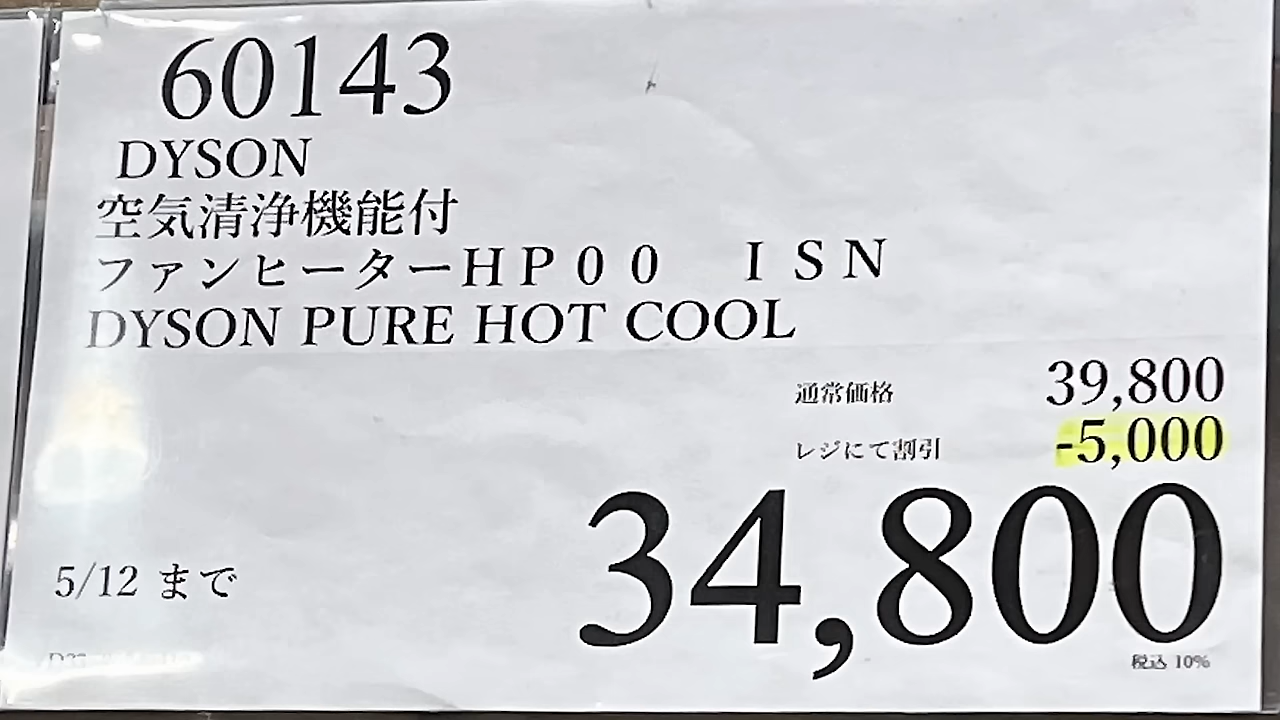 60143
DYSON
空気清浄機能付
ファンヒーターＨＰ００　ＩＳＮ
DYSON PURE HOT COOL
通常価格 39,800
レジにて割引 -5,000
34,800
5/12 まで
税込 10%